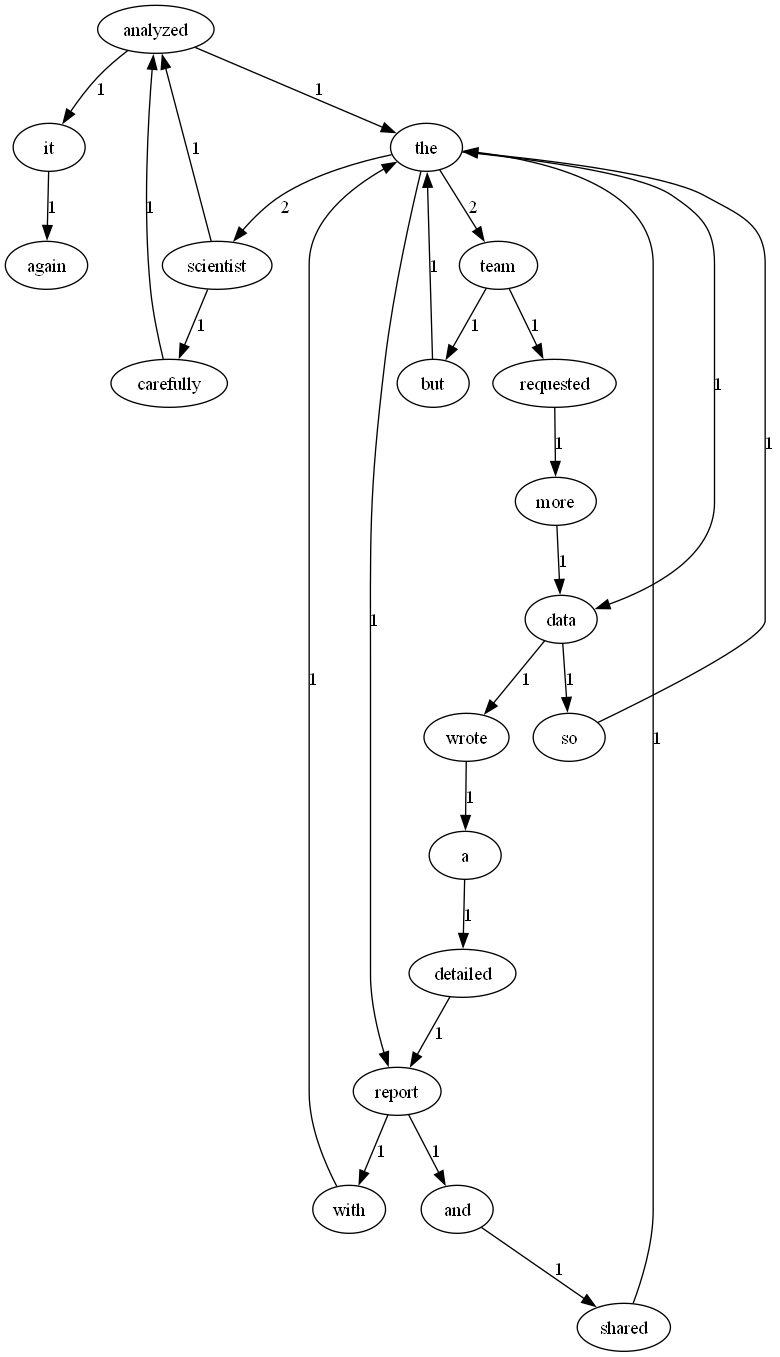 analyzed
1
1
it
the
1
1
2
2
again
scientist
1
team
1
1
1
carefully
but
requested
1
1
1
more
1
data
1
1
1
1
wrote
so
1
1
a
1
detailed
1
report
1
1
with
and
1
shared